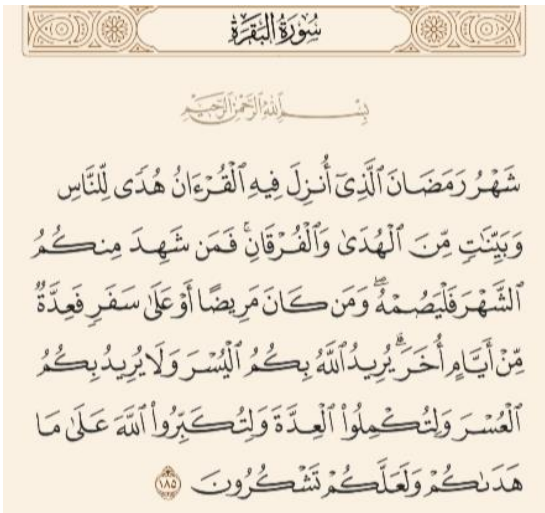 سُورَةُ البَقَرَةِ
بِسْمِ ٱللَّهِ ٱلرَّحْمَٰنِ ٱلرَّحِيمِ
شَهْرُ رَمَضَانَ ٱلَّذِىٓ أُنزِلَ فِيهِ ٱلْقُرْءَانُ هُدًى لِّلنَّاسِ
وَبَيِّنَٰتٍ مِّنَ ٱلْهُدَىٰ وَٱلْفُرْقَانِۚ فَمَن شَهِدَ مِنكُمُ
ٱلشَّهْرَ فَلْيَصُمْهُۖ وَمَن كَانَ مَرِيضًا أَوْ عَلَىٰ سَفَرٍ فَعِدَّةٌ
مِّنْ أَيَّامٍ أُخَرَۗ يُرِيدُ ٱللَّهُ بِكُمُ ٱلْيُسْرَ وَلَا يُرِيدُ بِكُمُ
ٱلْعُسْرَ وَلِتُكْمِلُوا۟ ٱلْعِدَّةَ وَلِتُكَبِّرُوا۟ ٱللَّهَ عَلَىٰ مَا
هَدَىٰكُمْ وَلَعَلَّكُمْ تَشْكُرُونَ ١٨٥